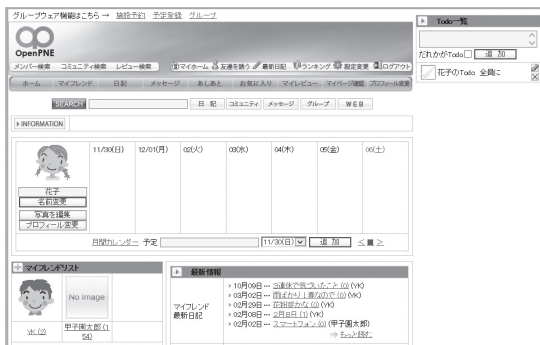 グループウェア機能はこちら→ 施設予約 予定登録 グループ
OpenPNE
メンバー検索 コミュニティ検索 レビュー検索 マイホーム 友達を誘う 最新日記 ランキング 設定変更 ログアウト
ホーム マイフレンド 日記 メッセージ あしあと お気に入り マイレビュー マイページ確認 プロフィール変更
SEARCH 日 記 コミュニティ メッセージ グループ W E B
INFORMATION
11/30(日) 12/01(月) 02(火) 03(水) 04(木) 05(金) 06(土)
花子
名前変更
写真を編集
プロフィール変更
月間カレンダー 予定 11/30(日) 追 加 < ■ >
マイフレンドリスト
No image
YK (2)
甲子園太郎(154)
最新情報
マイフレンド最新日記
10月09日 … 3連休で気づいたこと (0) (YK)
03月02日 … 雨ばかり!春なので (0) (YK)
02月29日 … 花粉症かな (0) (YK)
02月08日 … 2月8日 (1) (YK)
02月02日 … スマートフォン (0) (甲子園太郎)
⇒ もっと読む
Todo一覧
だれかがTodo 追 加
花子のTodo 全員に